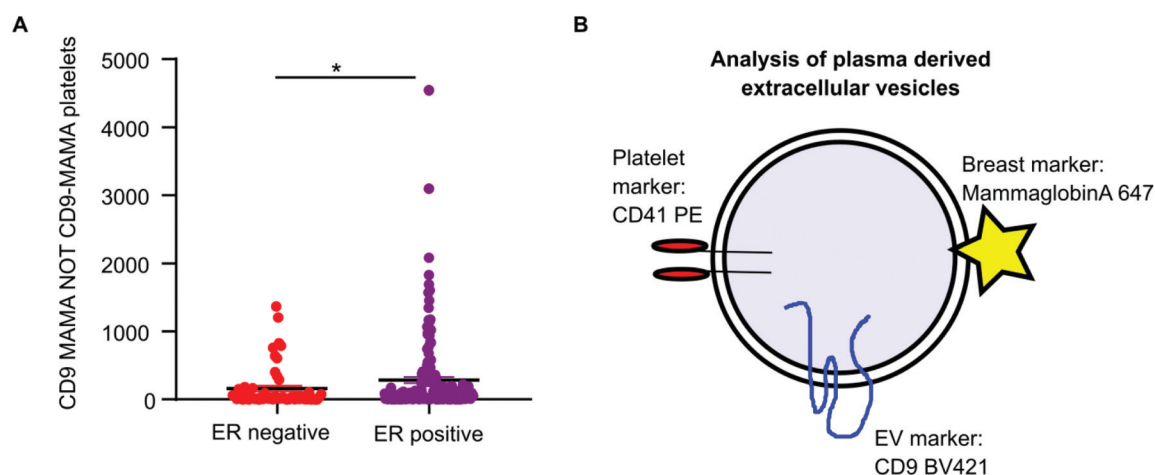 A
CD9 MAMA NOT CD9-MAMA platelets
5000
4000
3000
2000
1000
0
*
ER negative
ER positive
B
Analysis of plasma derived
extracellular vesicles
Platelet
marker:
CD41 PE
Breast marker:
MammaglobinA 647
EV marker:
CD9 BV421